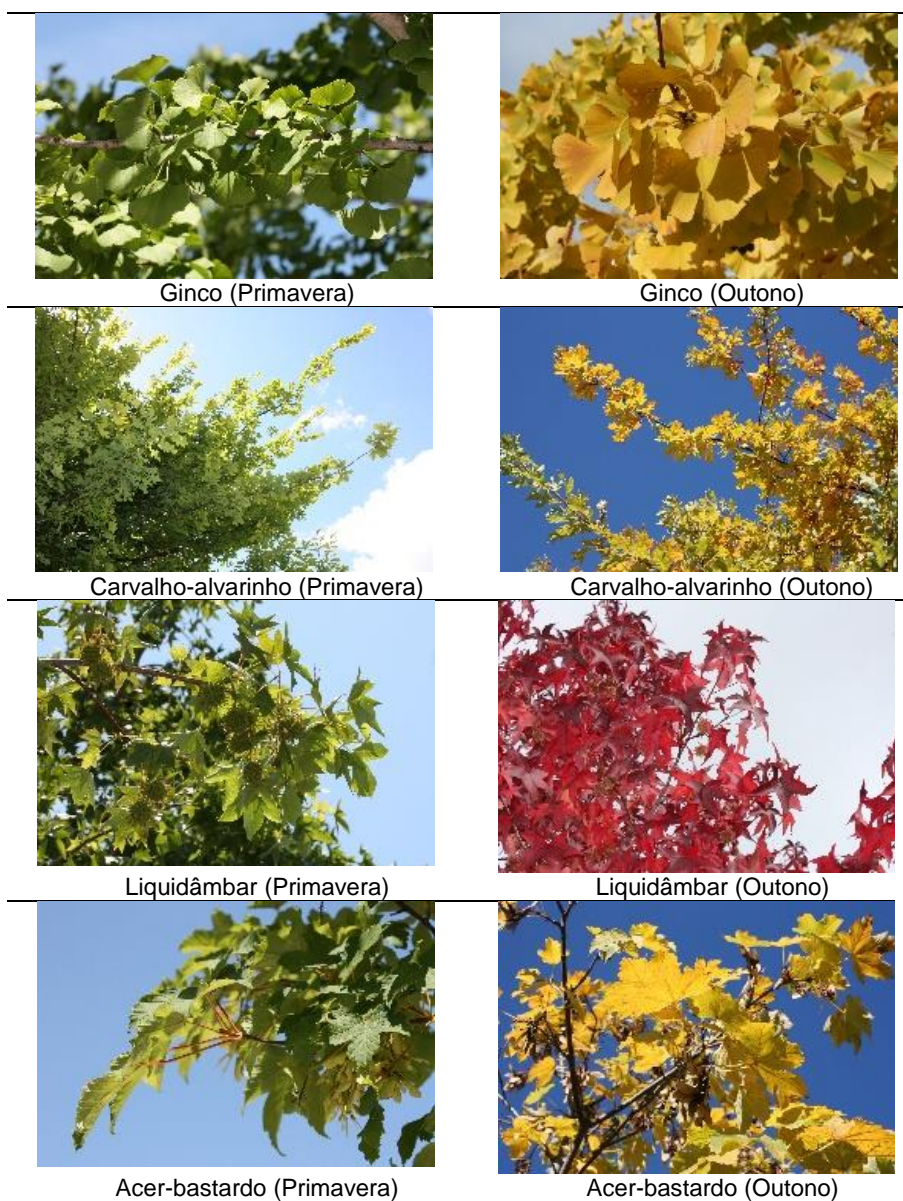 Ginco (Primavera)
Ginco (Outono)
Carvalho-alvarinho (Primavera)
Carvalho-alvarinho (Outono)
Liquidâmbar (Primavera)
Liquidâmbar (Outono)
Acer-bastardo (Primavera)
Acer-bastardo (Outono)